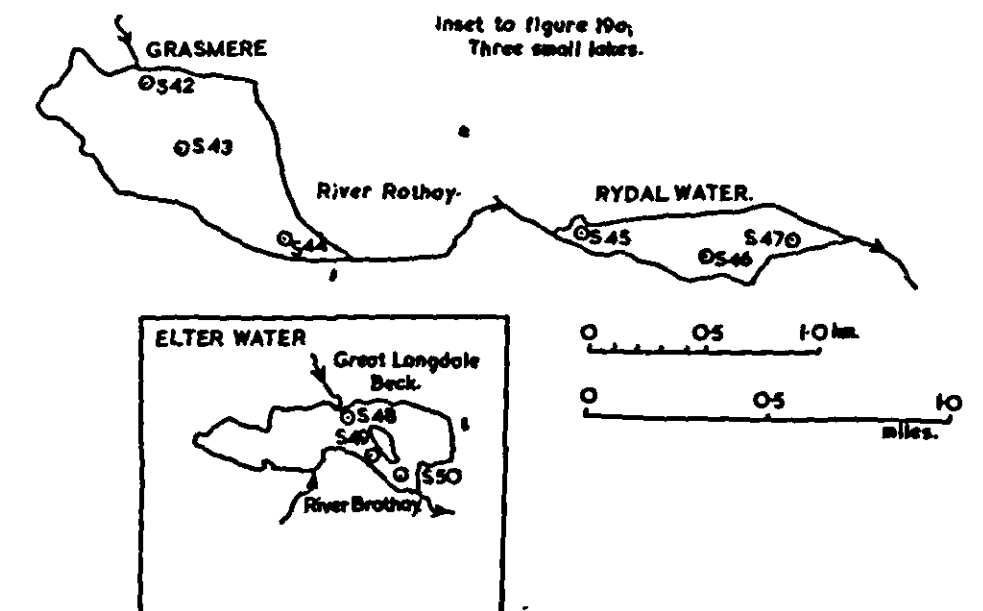 Inset to figure 19a;
Three small lakes.
GRASMERE
S42
S43
River Rothay.
RYDAL WATER.
S44
S45
S46
S47
0 0·5 1·0 km.
0 0·5 1·0
miles.
ELTER WATER
Great Langdale
Beck.
S48
S49
S50
River Brathay